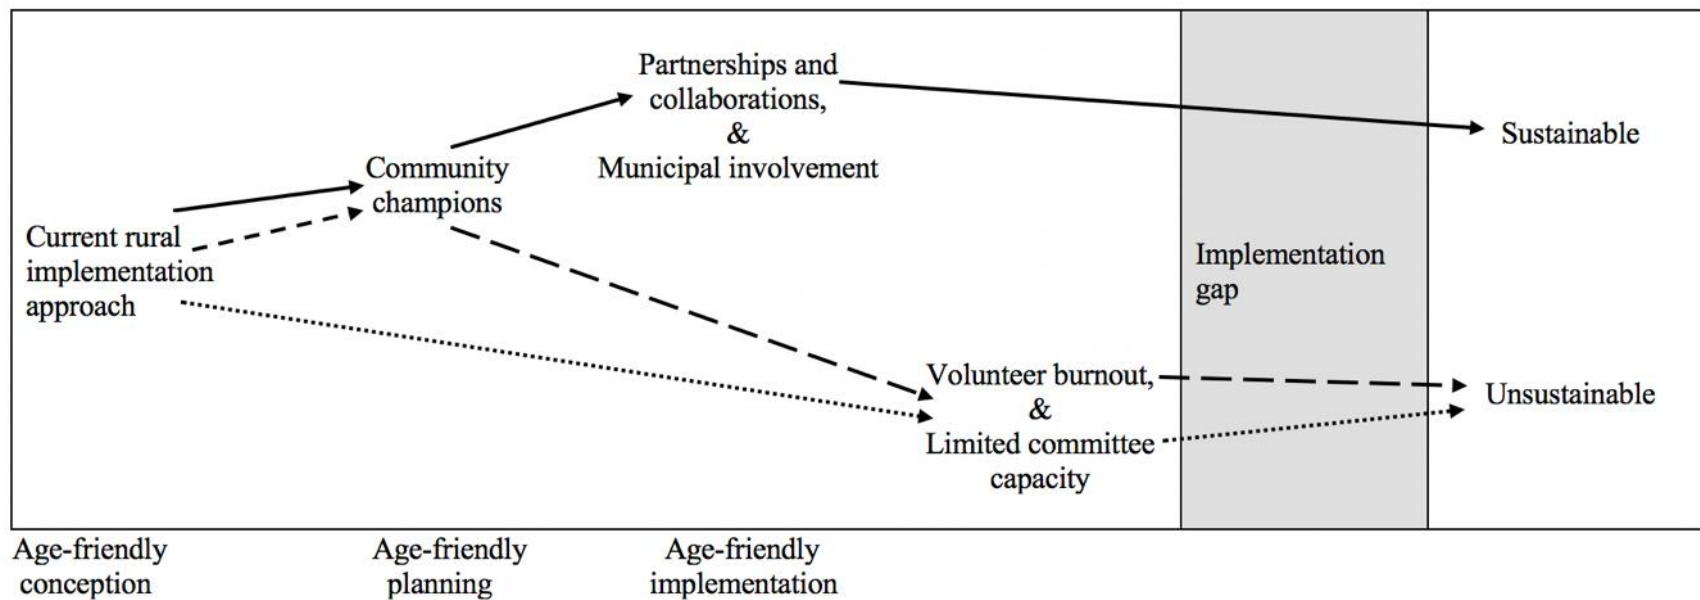 Partnerships and
collaborations,
&
Municipal involvement
Sustainable
Community
champions
Current rural
implementation
approach
Implementation
gap
Volunteer burnout,
&
Limited committee
capacity
Unsustainable
Age-friendly
conception
Age-friendly
planning
Age-friendly
implementation